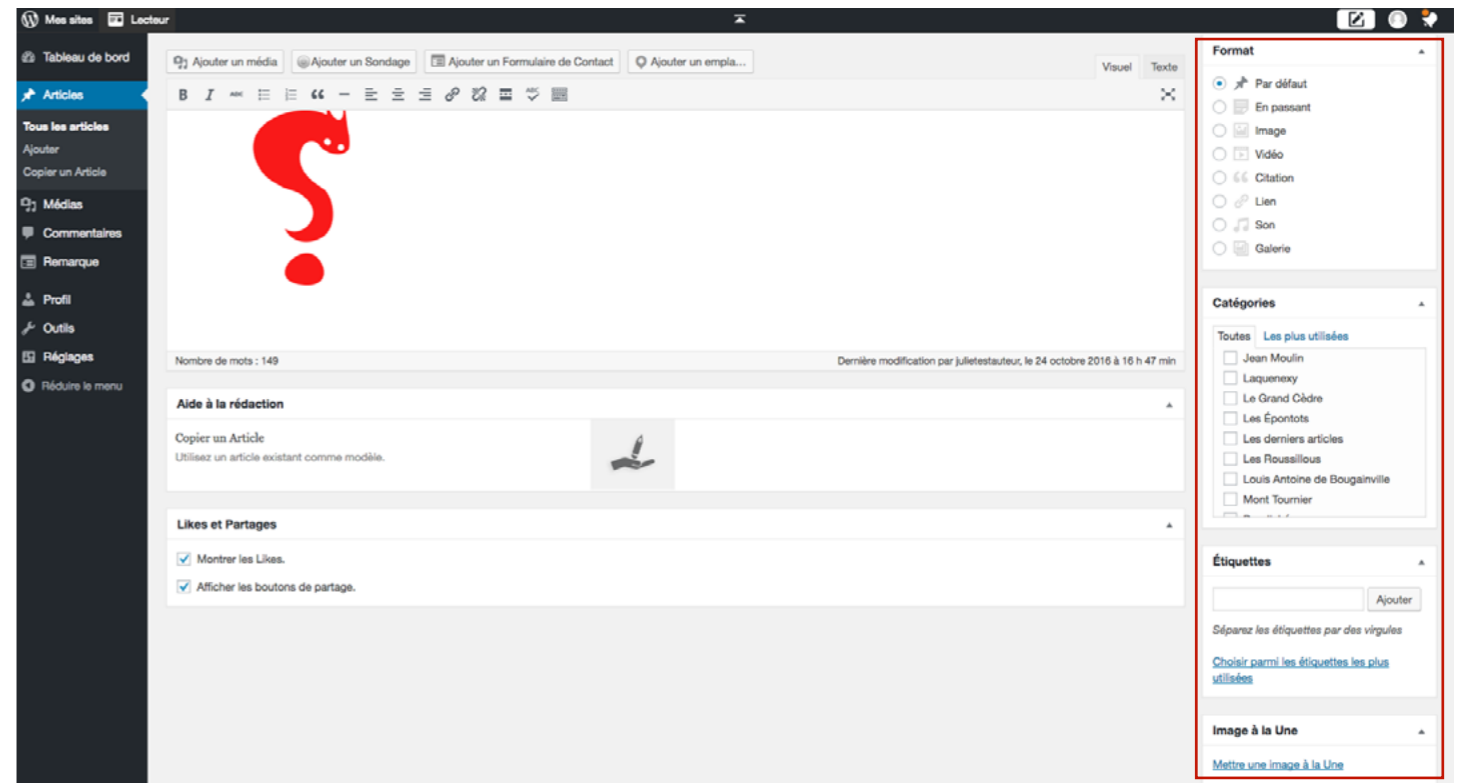 Mes sites
Lecteur
Tableau de bord
Articles
Tous les articles
Ajouter
Copier un Article
Médias
Commentaires
Remarque
Profil
Outils
Réglages
Réduire le menu
Ajouter un média
Ajouter un Sondage
Ajouter un Formulaire de Contact
Ajouter un empla...
Visuel
Texte
B I ABC
ABC
Nombre de mots : 149
Dernière modification par julietestauteur, le 24 octobre 2016 à 16 h 47 min
Aide à la rédaction
Copier un Article
Utilisez un article existant comme modèle.
Likes et Partages
Montrer les Likes.
Afficher les boutons de partage.
Format
Par défaut
En passant
Image
Vidéo
Citation
Lien
Son
Galerie
Catégories
Toutes
Les plus utilisées
Jean Moulin
Laquenexy
Le Grand Cèdre
Les Épontots
Les derniers articles
Les Roussillous
Louis Antoine de Bougainville
Mont Tournier
Étiquettes
Ajouter
Séparez les étiquettes par des virgules
Choisir parmi les étiquettes les plus
utilisées
Image à la Une
Mettre une image à la Une